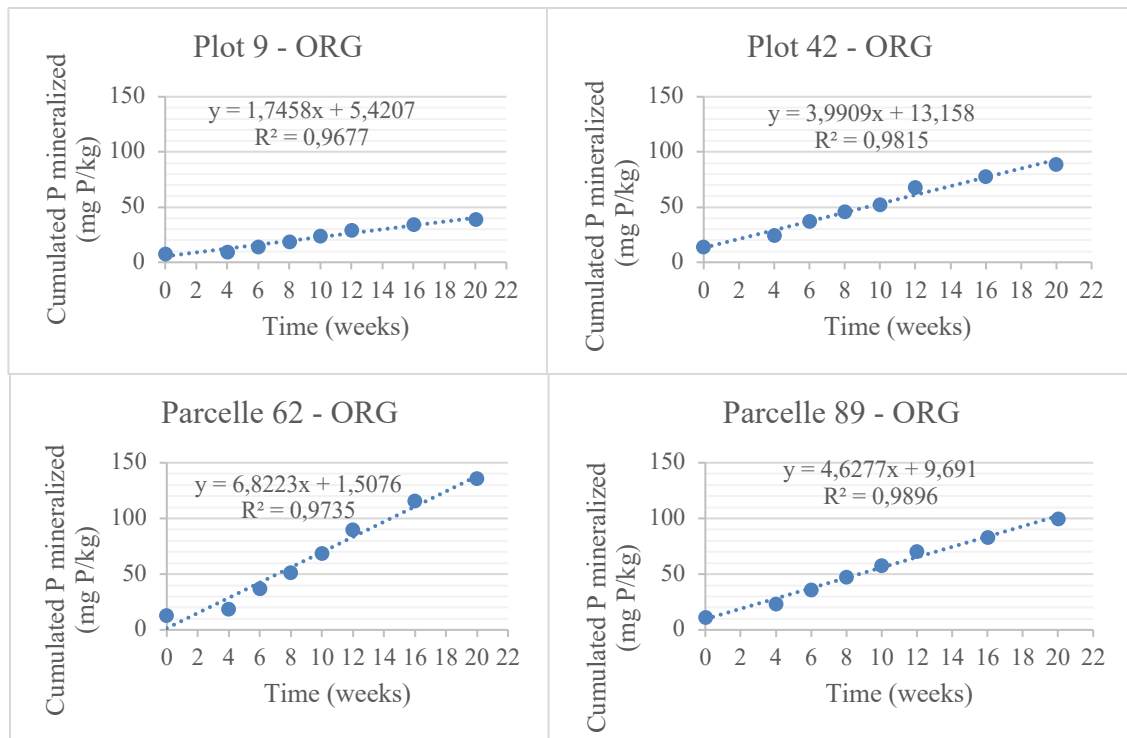 Plot 9 - ORG
Cumulated P mineralized
(mg P/kg)
150
100
50
0
y = 1,7458x + 5,4207
R² = 0,9677
0 2 4 6 8 10 12 14 16 18 20 22
Time (weeks)
Plot 42 - ORG
Cumulated P mineralized
(mg P/kg)
150
100
50
0
y = 3,9909x + 13,158
R² = 0,9815
0 2 4 6 8 10 12 14 16 18 20 22
Time (weeks)
Parcelle 62 - ORG
Cumulated P mineralized
(mg P/kg)
150
100
50
0
y = 6,8223x + 1,5076
R² = 0,9735
0 2 4 6 8 10 12 14 16 18 20 22
Time (weeks)
Parcelle 89 - ORG
Cumulated P mineralized
(mg P/kg)
150
100
50
0
y = 4,6277x + 9,691
R² = 0,9896
0 2 4 6 8 10 12 14 16 18 20 22
Time (weeks)